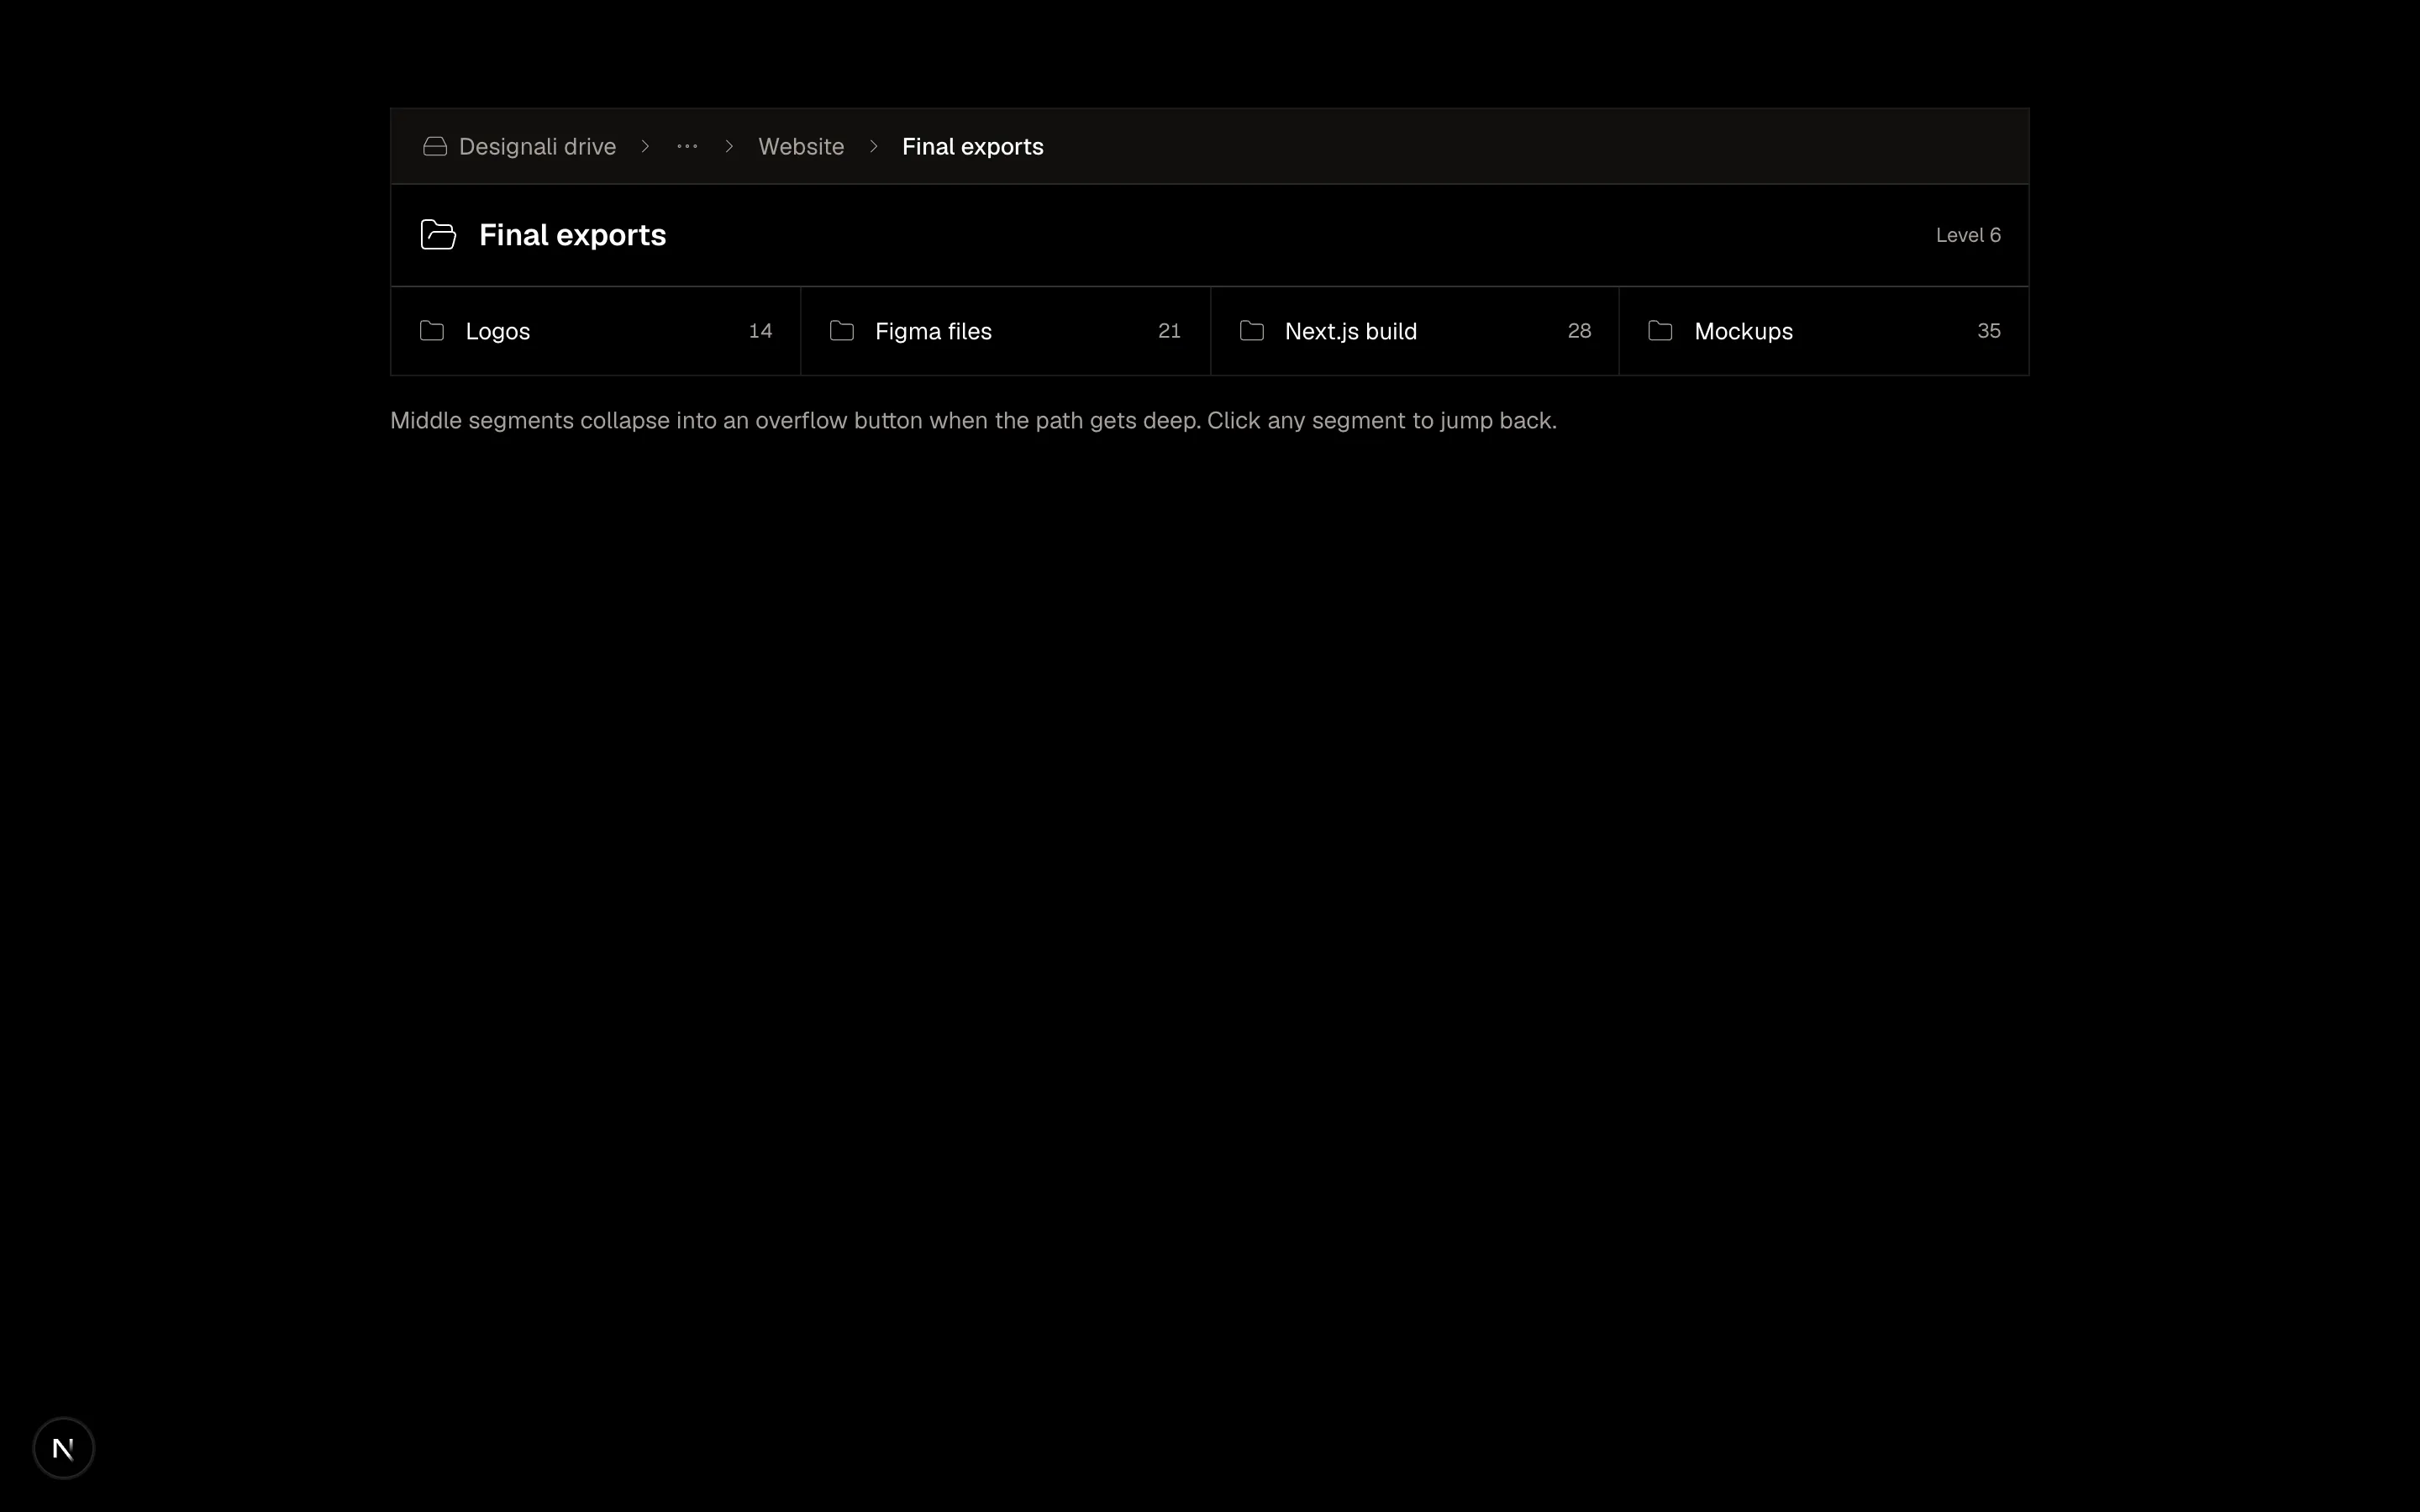 Designali drive > ... > Website > Final exports
Final exports
Level 6
Logos 14
Figma files 21
Next.js build 28
Mockups 35
Middle segments collapse into an overflow button when the path gets deep. Click any segment to jump back.
N